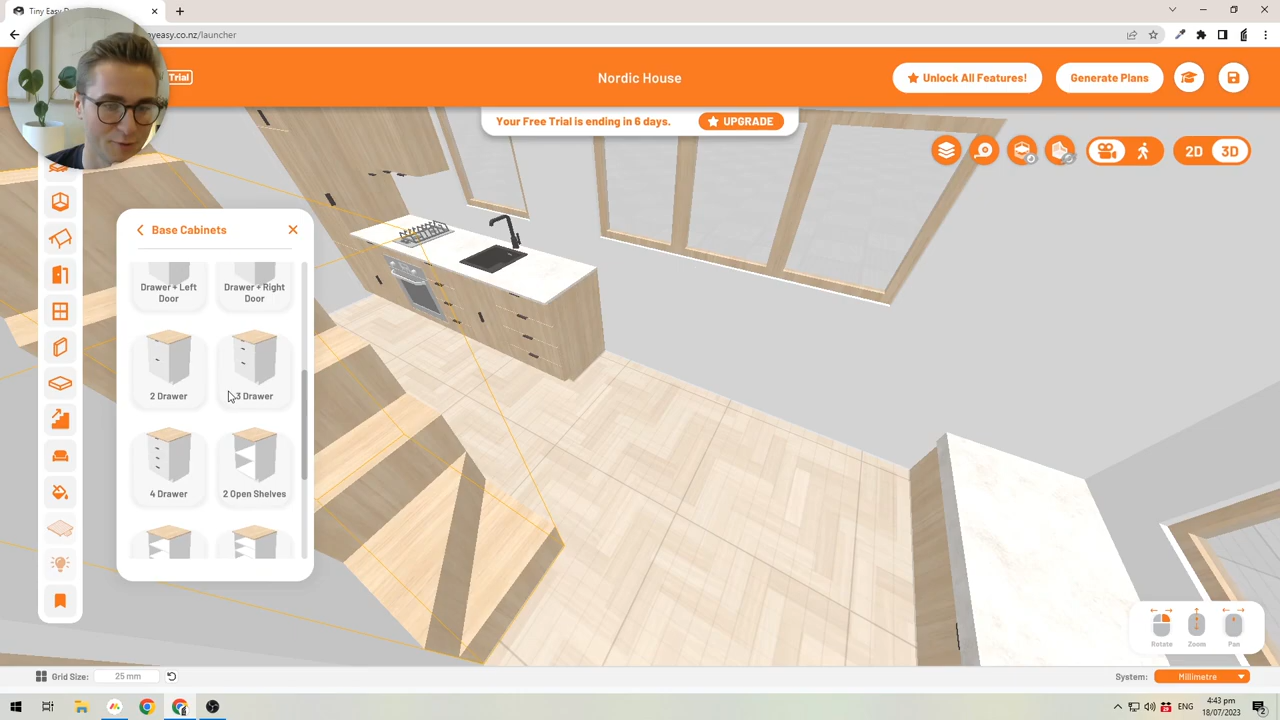 Tiny Easy
yeasy.co.nz/launcher
Trial
Nordic House
Unlock All Features!
Generate Plans
Your Free Trial is ending in 6 days.
UPGRADE
2D
3D
Base Cabinets
Drawer + Left
Door
Drawer + Right
Door
2 Drawer
3 Drawer
4 Drawer
2 Open Shelves
Rotate
Zoom
Pan
Grid Size:
25 mm
System:
Millimetre
ENG
4:43 pm
18/07/2023
2